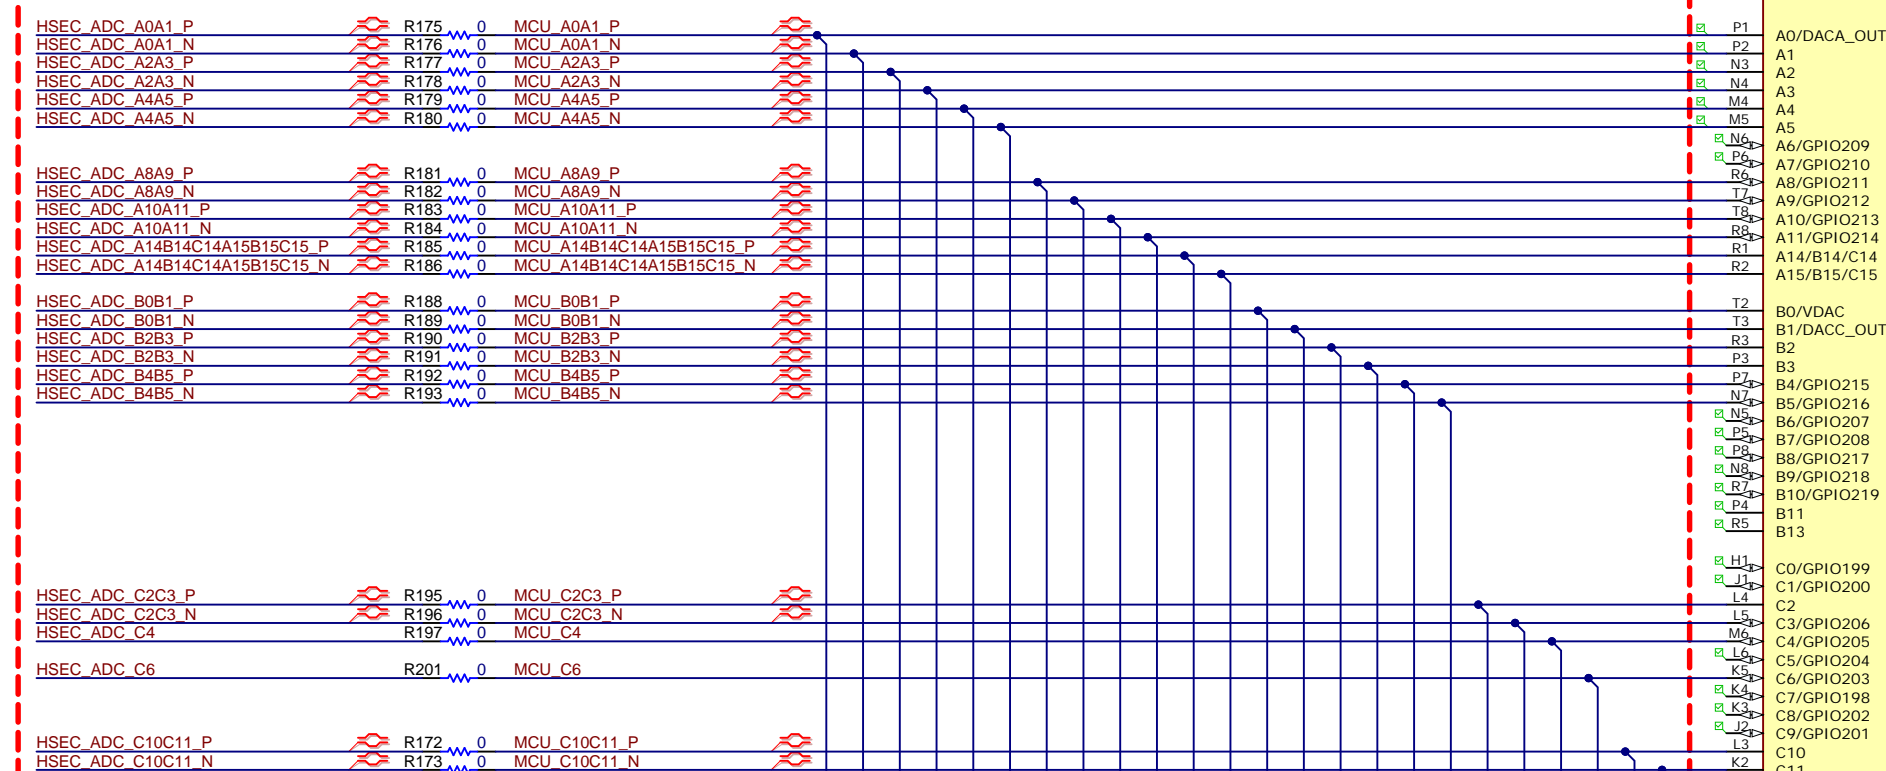 HSEC_ADC_A0A1_P R175 0 MCU_A0A1_P P1 A0/DACA_OUT
HSEC_ADC_A0A1_N R176 0 MCU_A0A1_N P2 A1
HSEC_ADC_A2A3_P R177 0 MCU_A2A3_P N3 A2
HSEC_ADC_A2A3_N R178 0 MCU_A2A3_N N4 A3
HSEC_ADC_A4A5_P R179 0 MCU_A4A5_P M4 A4
HSEC_ADC_A4A5_N R180 0 MCU_A4A5_N M5 A5
N6 A6/GPIO209
P6 A7/GPIO210
HSEC_ADC_A8A9_P R181 0 MCU_A8A9_P R6 A8/GPIO211
HSEC_ADC_A8A9_N R182 0 MCU_A8A9_N T7 A9/GPIO212
HSEC_ADC_A10A11_P R183 0 MCU_A10A11_P T8 A10/GPIO213
HSEC_ADC_A10A11_N R184 0 MCU_A10A11_N R8 A11/GPIO214
HSEC_ADC_A14B14C14A15B15C15_P R185 0 MCU_A14B14C14A15B15C15_P R1 A14/B14/C14
HSEC_ADC_A14B14C14A15B15C15_N R186 0 MCU_A14B14C14A15B15C15_N R2 A15/B15/C15
HSEC_ADC_B0B1_P R188 0 MCU_B0B1_P T2 B0/VDAC
HSEC_ADC_B0B1_N R189 0 MCU_B0B1_N T3 B1/DACC_OUT
HSEC_ADC_B2B3_P R190 0 MCU_B2B3_P R3 B2
HSEC_ADC_B2B3_N R191 0 MCU_B2B3_N P3 B3
HSEC_ADC_B4B5_P R192 0 MCU_B4B5_P P7 B4/GPIO215
HSEC_ADC_B4B5_N R193 0 MCU_B4B5_N N7 B5/GPIO216
N5 B6/GPIO207
P5 B7/GPIO208
P8 B8/GPIO217
N8 B9/GPIO218
R7 B10/GPIO219
P4 B11
R5 B13
H1 C0/GPIO199
J1 C1/GPIO200
HSEC_ADC_C2C3_P R195 0 MCU_C2C3_P L4 C2
HSEC_ADC_C2C3_N R196 0 MCU_C2C3_N L5 C3/GPIO206
HSEC_ADC_C4 R197 0 MCU_C4 M6 C4/GPIO205
L6 C5/GPIO204
HSEC_ADC_C6 R201 0 MCU_C6 K5 C6/GPIO203
K4 C7/GPIO198
K3 C8/GPIO202
J2 C9/GPIO201
HSEC_ADC_C10C11_P R172 0 MCU_C10C11_P L3 C10
HSEC_ADC_C10C11_N R173 0 MCU_C10C11_N K2 C11